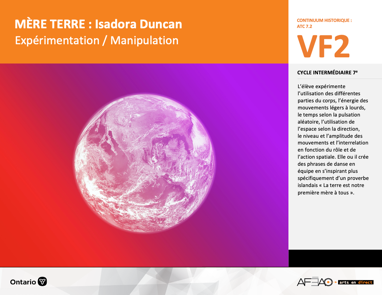 MÈRE TERRE : Isadora Duncan
Expérimentation / Manipulation
CONTINUUM HISTORIQUE :
ATC 7.2
VF2
CYCLE INTERMÉDIAIRE 7e
L'élève expérimente
l'utilisation des différentes
parties du corps, l'énergie des
mouvements légers à lourds,
le temps selon la pulsation
aléatoire, l'utilisation de
l'espace selon la direction,
le niveau et l'amplitude des
mouvements et l'interrelation
en fonction du rôle et de
l'action spatiale. Elle ou il crée
des phrases de danse en
équipe en s'inspirant plus
spécifiquement d'un proverbe
islandais « La terre est notre
première mère à tous ».
Ontario
AFEAO
arts en direct